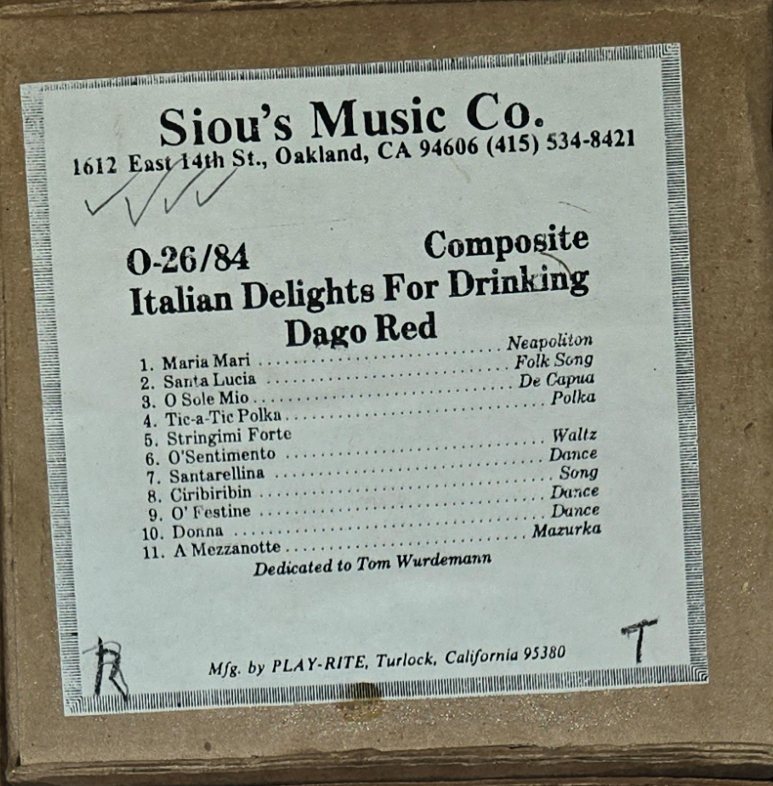 Siou's Music Co.
1612 East 14th St., Oakland, CA 94606 (415) 534-8421
O-26/84 Composite
Italian Delights For Drinking
Dago Red
1. Maria Mari .......... Neapoliton
2. Santa Lucia .......... Folk Song
3. O Sole Mio .......... De Capua
4. Tic-a-Tic Polka .......... Polka
5. Stringimi Forte
6. O'Sentimento .......... Waltz
7. Santarellina .......... Dance
8. Ciribiribin .......... Song
9. O' Festine .......... Dance
10. Donna .......... Dance
11. A Mezzanotte .......... Mazurka
Dedicated to Tom Wurdemann
R T
Mfg. by PLAY-RITE, Turlock, California 95380